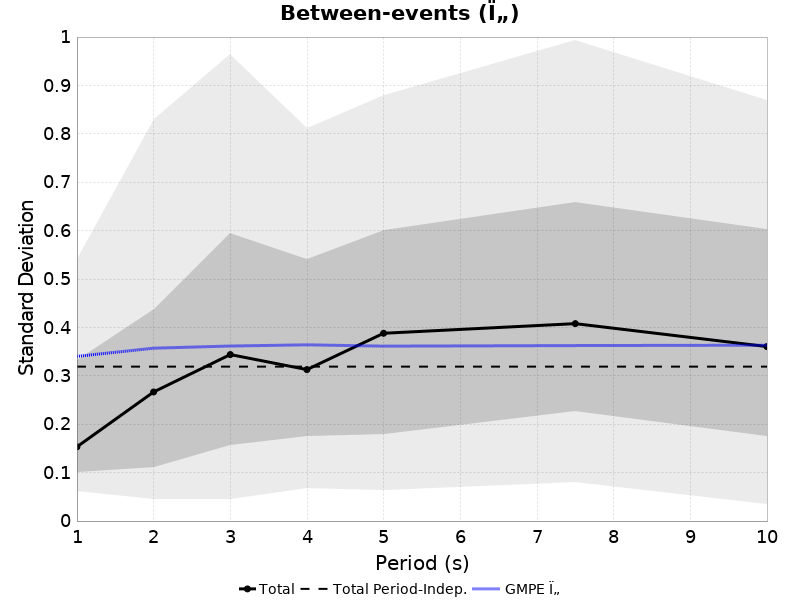 Between-events (Ï„)
1
0.9
0.8
0.7
0.6
0.5
0.4
0.3
0.2
0.1
0
Standard Deviation
1 2 3 4 5 6 7 8 9 10
Period (s)
Total Total Period-Indep. GMPE Ï„